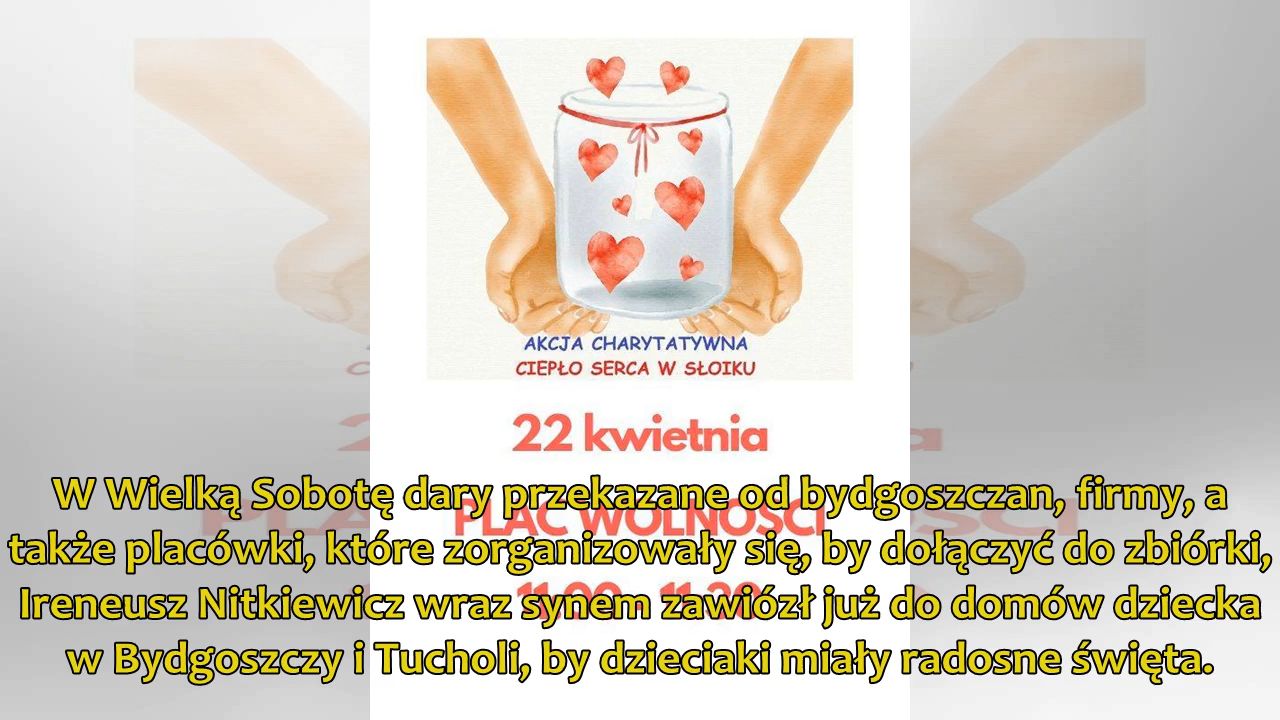 AKCJA CHARYTATYWNA
CIEPŁO SERCA W SŁOIKU
22 kwietnia
PLAC WOLNOŚCI
W Wielką Sobotę dary przekazane od bydgoszczan, firmy, a
także placówki, które zorganizowały się, by dołączyć do zbiórki,
Ireneusz Nitkiewicz wraz synem zawiózł już do domów dziecka
w Bydgoszczy i Tucholi, by dzieciaki miały radosne święta.